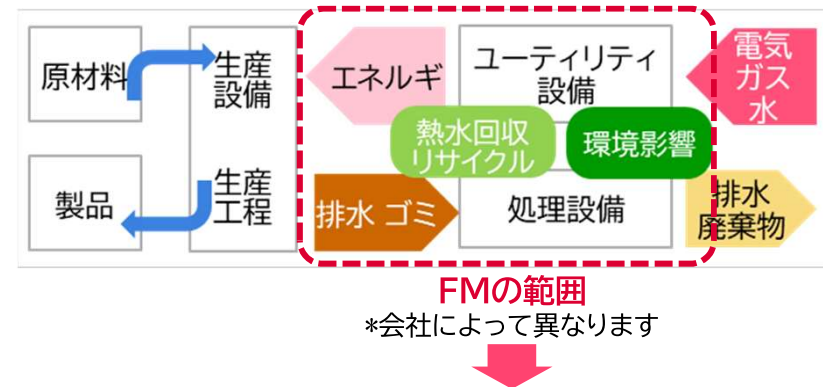 原材料
生産
設備
エネルギ
ユーティリティ
設備
電気
ガス
水
熱水回収
リサイクル
環境影響
製品
生産
工程
排水 ゴミ
処理設備
排水
廃棄物
FMの範囲
*会社によって異なります